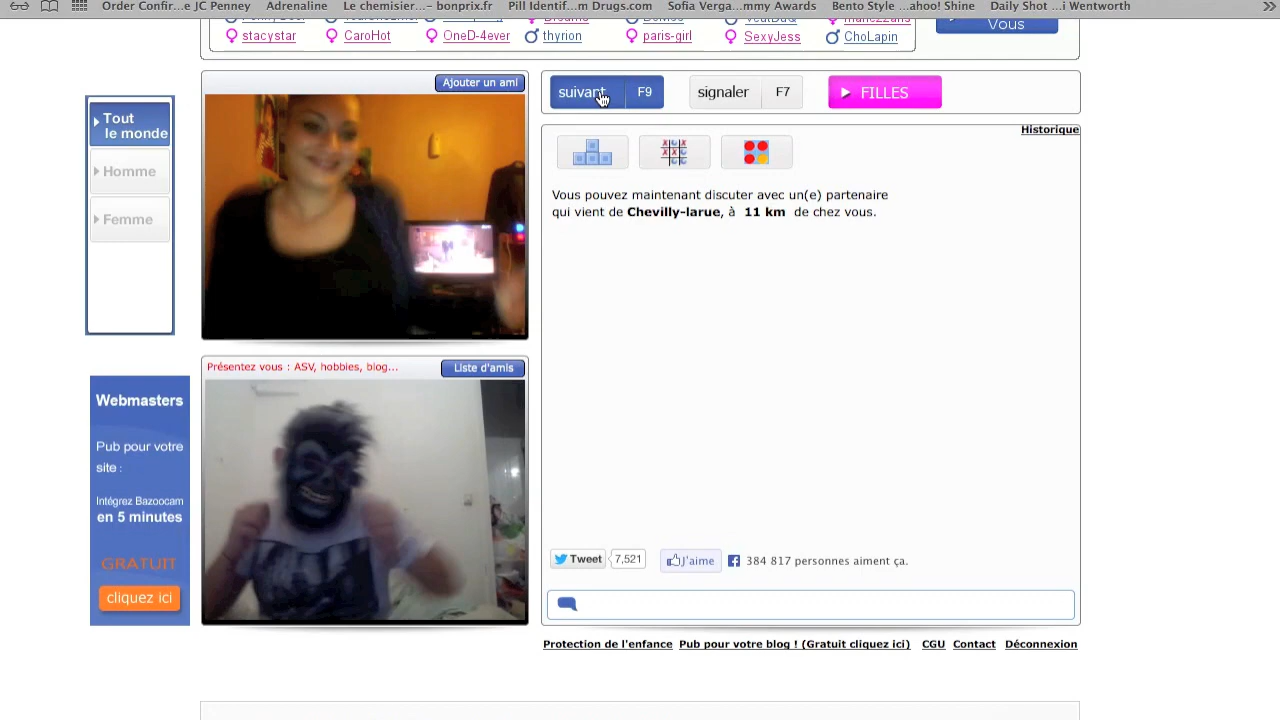 Order Confir...e JC Penney Adrenaline Le chemisier...– bonprix.fr Pill Identif...m Drugs.com Sofia Verga...mmy Awards Bento Style ...ahoo! Shine Daily Shot ...i Wentworth
stacystar CaroHot OneD-4ever thyrion paris-girl SexyJess ChoLapin
Vous
Ajouter un ami
suivant F9 signaler F7 FILLES
Historique
Tout
le monde
Homme
Femme
Vous pouvez maintenant discuter avec un(e) partenaire
qui vient de Chevilly-larue, à 11 km de chez vous.
Présentez vous : ASV, hobbies, blog...
Liste d'amis
Webmasters
Pub pour votre
site :
Intégrez Bazoocam
en 5 minutes
GRATUIT
cliquez ici
Tweet 7,521 J'aime 384 817 personnes aiment ça.
Protection de l'enfance Pub pour votre blog ! (Gratuit cliquez ici) CGU Contact Déconnexion